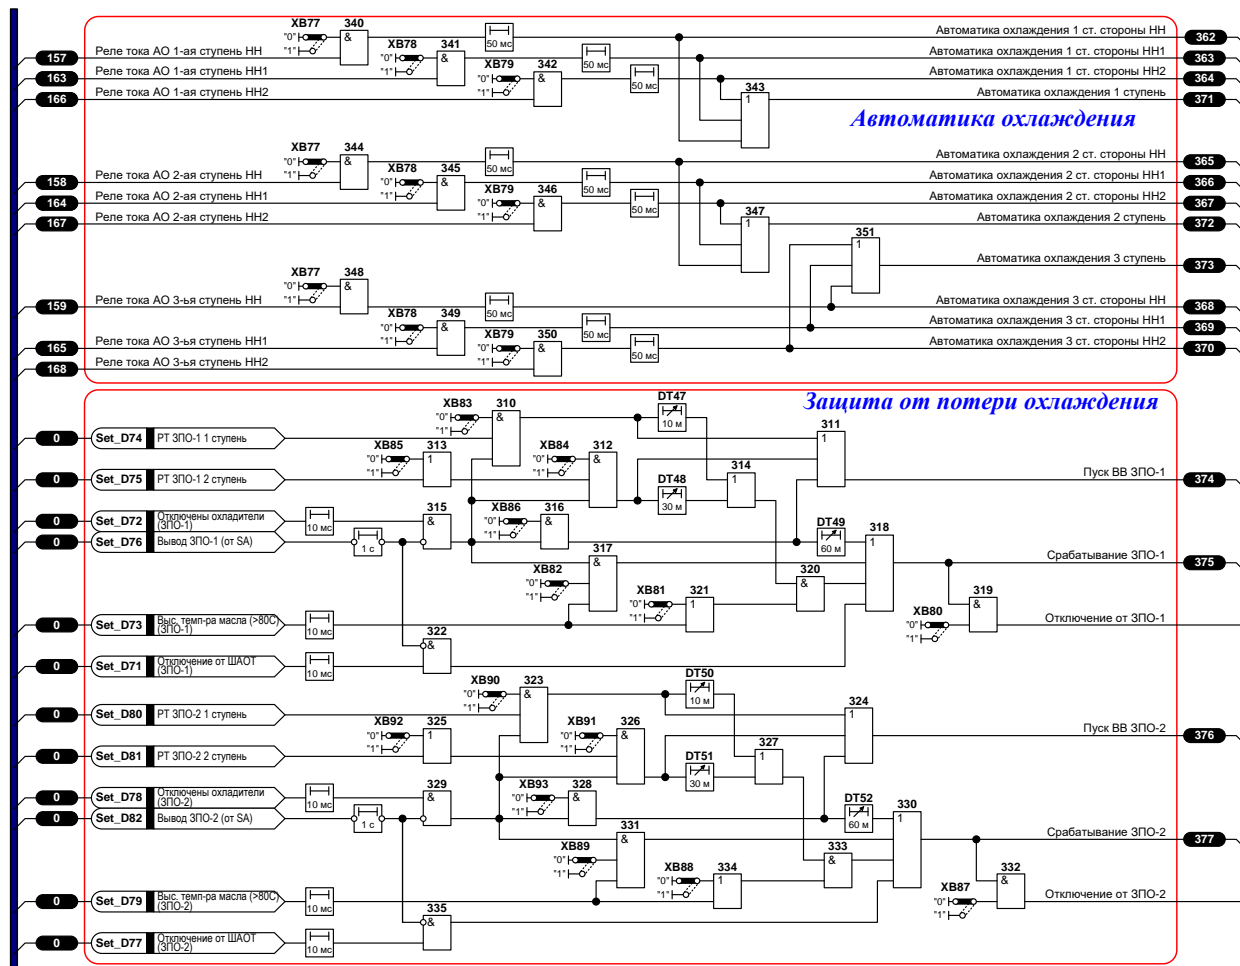 XB77 340
"0" &
"1" 50 мс
Автоматика охлаждения 1 ст. стороны НН 362
157 Реле тока АО 1-ая ступень НН
XB78 341
"0" &
"1" 50 мс
Автоматика охлаждения 1 ст. стороны НН1 363
163 Реле тока АО 1-ая ступень НН1
XB79 342
"0" &
"1" 50 мс
Автоматика охлаждения 1 ст. стороны НН2 364
166 Реле тока АО 1-ая ступень НН2
343
1
Автоматика охлаждения 1 ступень 371
Автоматика охлаждения
XB77 344
"0" &
"1" 50 мс
Автоматика охлаждения 2 ст. стороны НН 365
158 Реле тока АО 2-ая ступень НН
XB78 345
"0" &
"1" 50 мс
Автоматика охлаждения 2 ст. стороны НН1 366
164 Реле тока АО 2-ая ступень НН1
XB79 346
"0" &
"1" 50 мс
Автоматика охлаждения 2 ст. стороны НН2 367
167 Реле тока АО 2-ая ступень НН2
347
1
Автоматика охлаждения 2 ступень 372
351
1
Автоматика охлаждения 3 ступень 373
XB77 348
"0" &
"1" 50 мс
159 Реле тока АО 3-ья ступень НН
Автоматика охлаждения 3 ст. стороны НН 368
XB78 349
"0" &
"1" 50 мс
Автоматика охлаждения 3 ст. стороны НН1 369
165 Реле тока АО 3-ья ступень НН1
XB79 350
"0" &
"1" 50 мс
Автоматика охлаждения 3 ст. стороны НН2 370
168 Реле тока АО 3-ья ступень НН2
Защита от потери охлаждения
XB83 310
"0" &
"1"
DT47
10 м
0 Set_D74 РТ ЗПО-1 1 ступень
311
1
XB85 313
"0" 1
"1"
XB84 312
"0" &
"1"
314
1
0 Set_D75 РТ ЗПО-1 2 ступень
Пуск ВВ ЗПО-1 374
DT48
30 м
0 Set_D72 Отключены охладители
(ЗПО-1)
10 мс
315
&
XB86 316
"0" &
"1"
DT49
60 м
318
1
0 Set_D76 Вывод ЗПО-1 (от SA)
1 с
317
&
XB82
"0"
"1"
Срабатывание ЗПО-1 375
320
&
XB81 321
"0" 1
"1"
319
&
XB80
"0"
"1"
0 Set_D73 Выс. темп-ра масла (>80С)
(ЗПО-1)
10 мс
Отключение от ЗПО-1
322
&
0 Set_D71 Отключение от ШАОТ
(ЗПО-1)
10 мс
XB90 323
"0" &
"1"
DT50
10 м
0 Set_D80 РТ ЗПО-2 1 ступень
324
1
XB92 325
"0" 1
"1"
XB91 326
"0" &
"1"
327
1
Пуск ВВ ЗПО-2 376
0 Set_D81 РТ ЗПО-2 2 ступень
DT51
30 м
0 Set_D78 Отключены охладители
(ЗПО-2)
10 мс
329
&
XB93 328
"0" &
"1"
DT52
60 м
330
1
0 Set_D82 Вывод ЗПО-2 (от SA)
1 с
331
&
XB89
"0"
"1"
Срабатывание ЗПО-2 377
333
&
XB88 334
"0" 1
"1"
332
&
XB87
"0"
"1"
0 Set_D79 Выс. темп-ра масла (>80С)
(ЗПО-2)
10 мс
Отключение от ЗПО-2
335
&
0 Set_D77 Отключение от ШАОТ
(ЗПО-2)
10 мс